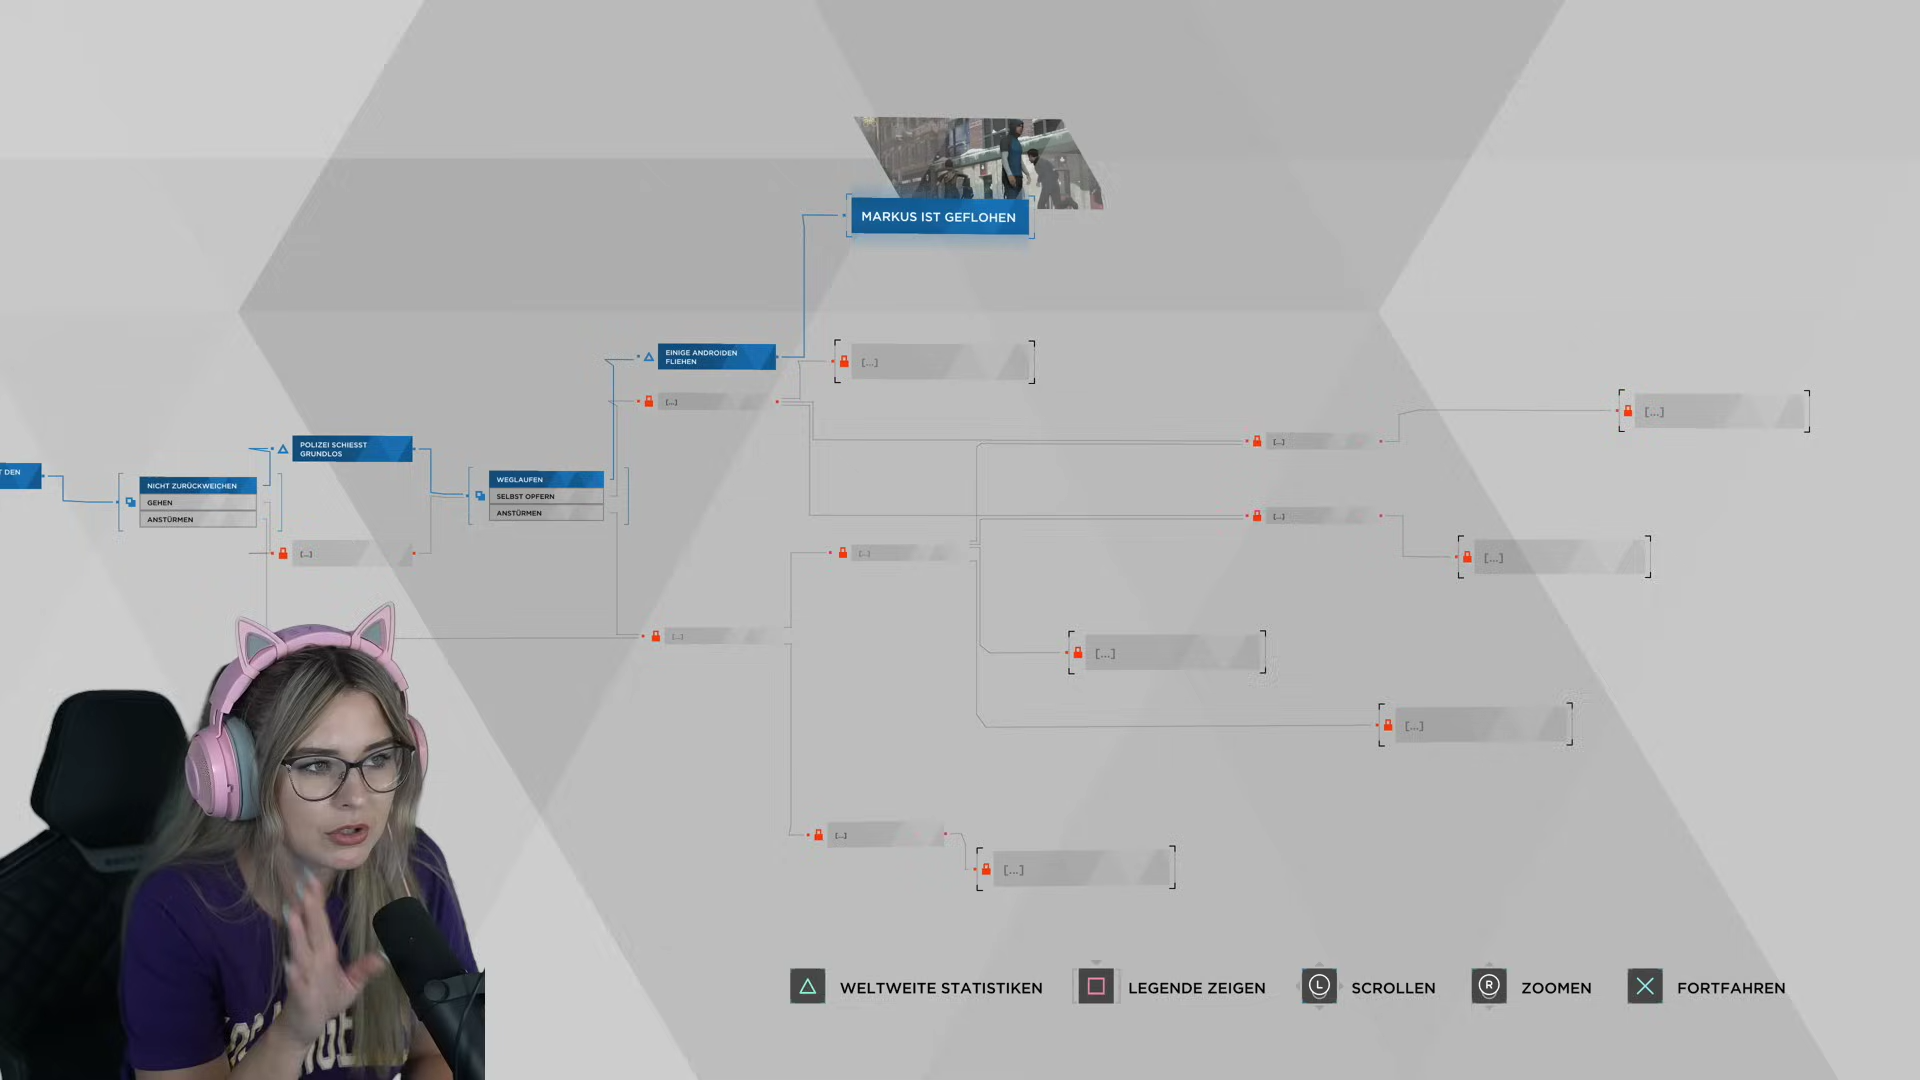 MARKUS IST GEFLOHEN
EINIGE ANDROIDEN
FLIEHEN
[...]
[...]
[...]
[...]
POLIZEI SCHIESST
GRUNDLOS
T DEN
NICHT ZURÜCKWEICHEN
GEHEN
ANSTÜRMEN
WEGLAUFEN
SELBST OPFERN
ANSTÜRMEN
[...]
[...]
[...]
[...]
[...]
[...]
[...]
[...]
[...]
WELTWEITE STATISTIKEN
LEGENDE ZEIGEN
L
SCROLLEN
R
ZOOMEN
FORTFAHREN